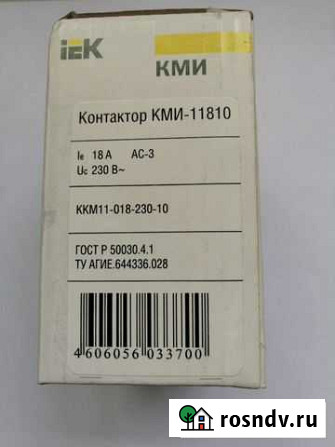 iEK
КМИ
Контактор КМИ-11810
Iе 18 А АС-3
Uс 230 В~
ККМ11-018-230-10
ГОСТ Р 50030.4.1
ТУ АГИЕ.644336.028
4 606056 033700
rosndv.ru